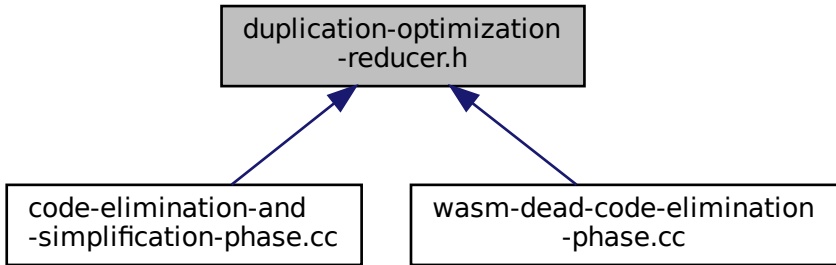 duplication-optimization
-reducer.h
code-elimination-and
-simplification-phase.cc
wasm-dead-code-elimination
-phase.cc